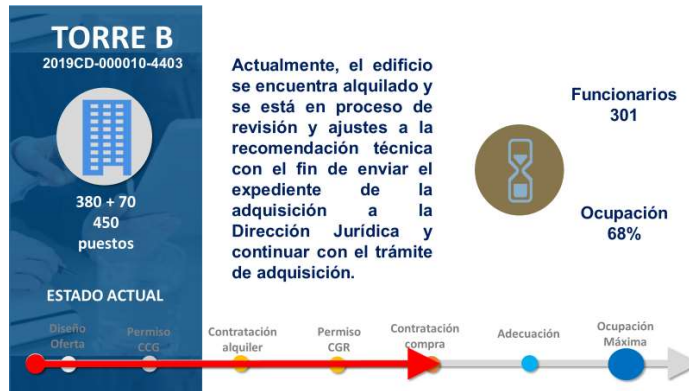 TORRE B
2019CD-000010-4403
380 + 70
450
puestos
ESTADO ACTUAL
Actualmente, el edificio
se encuentra alquilado y
se está en proceso de
revisión y ajustes a la
recomendación técnica
con el fin de enviar el
expediente de la
adquisición a la
Dirección Jurídica y
continuar con el trámite
de adquisición.
Funcionarios
301
Ocupación
68%
Diseño
Oferta
Permiso
CCG
Contratación
alquiler
Permiso
CGR
Contratación
compra
Adecuación
Ocupación
Máxima